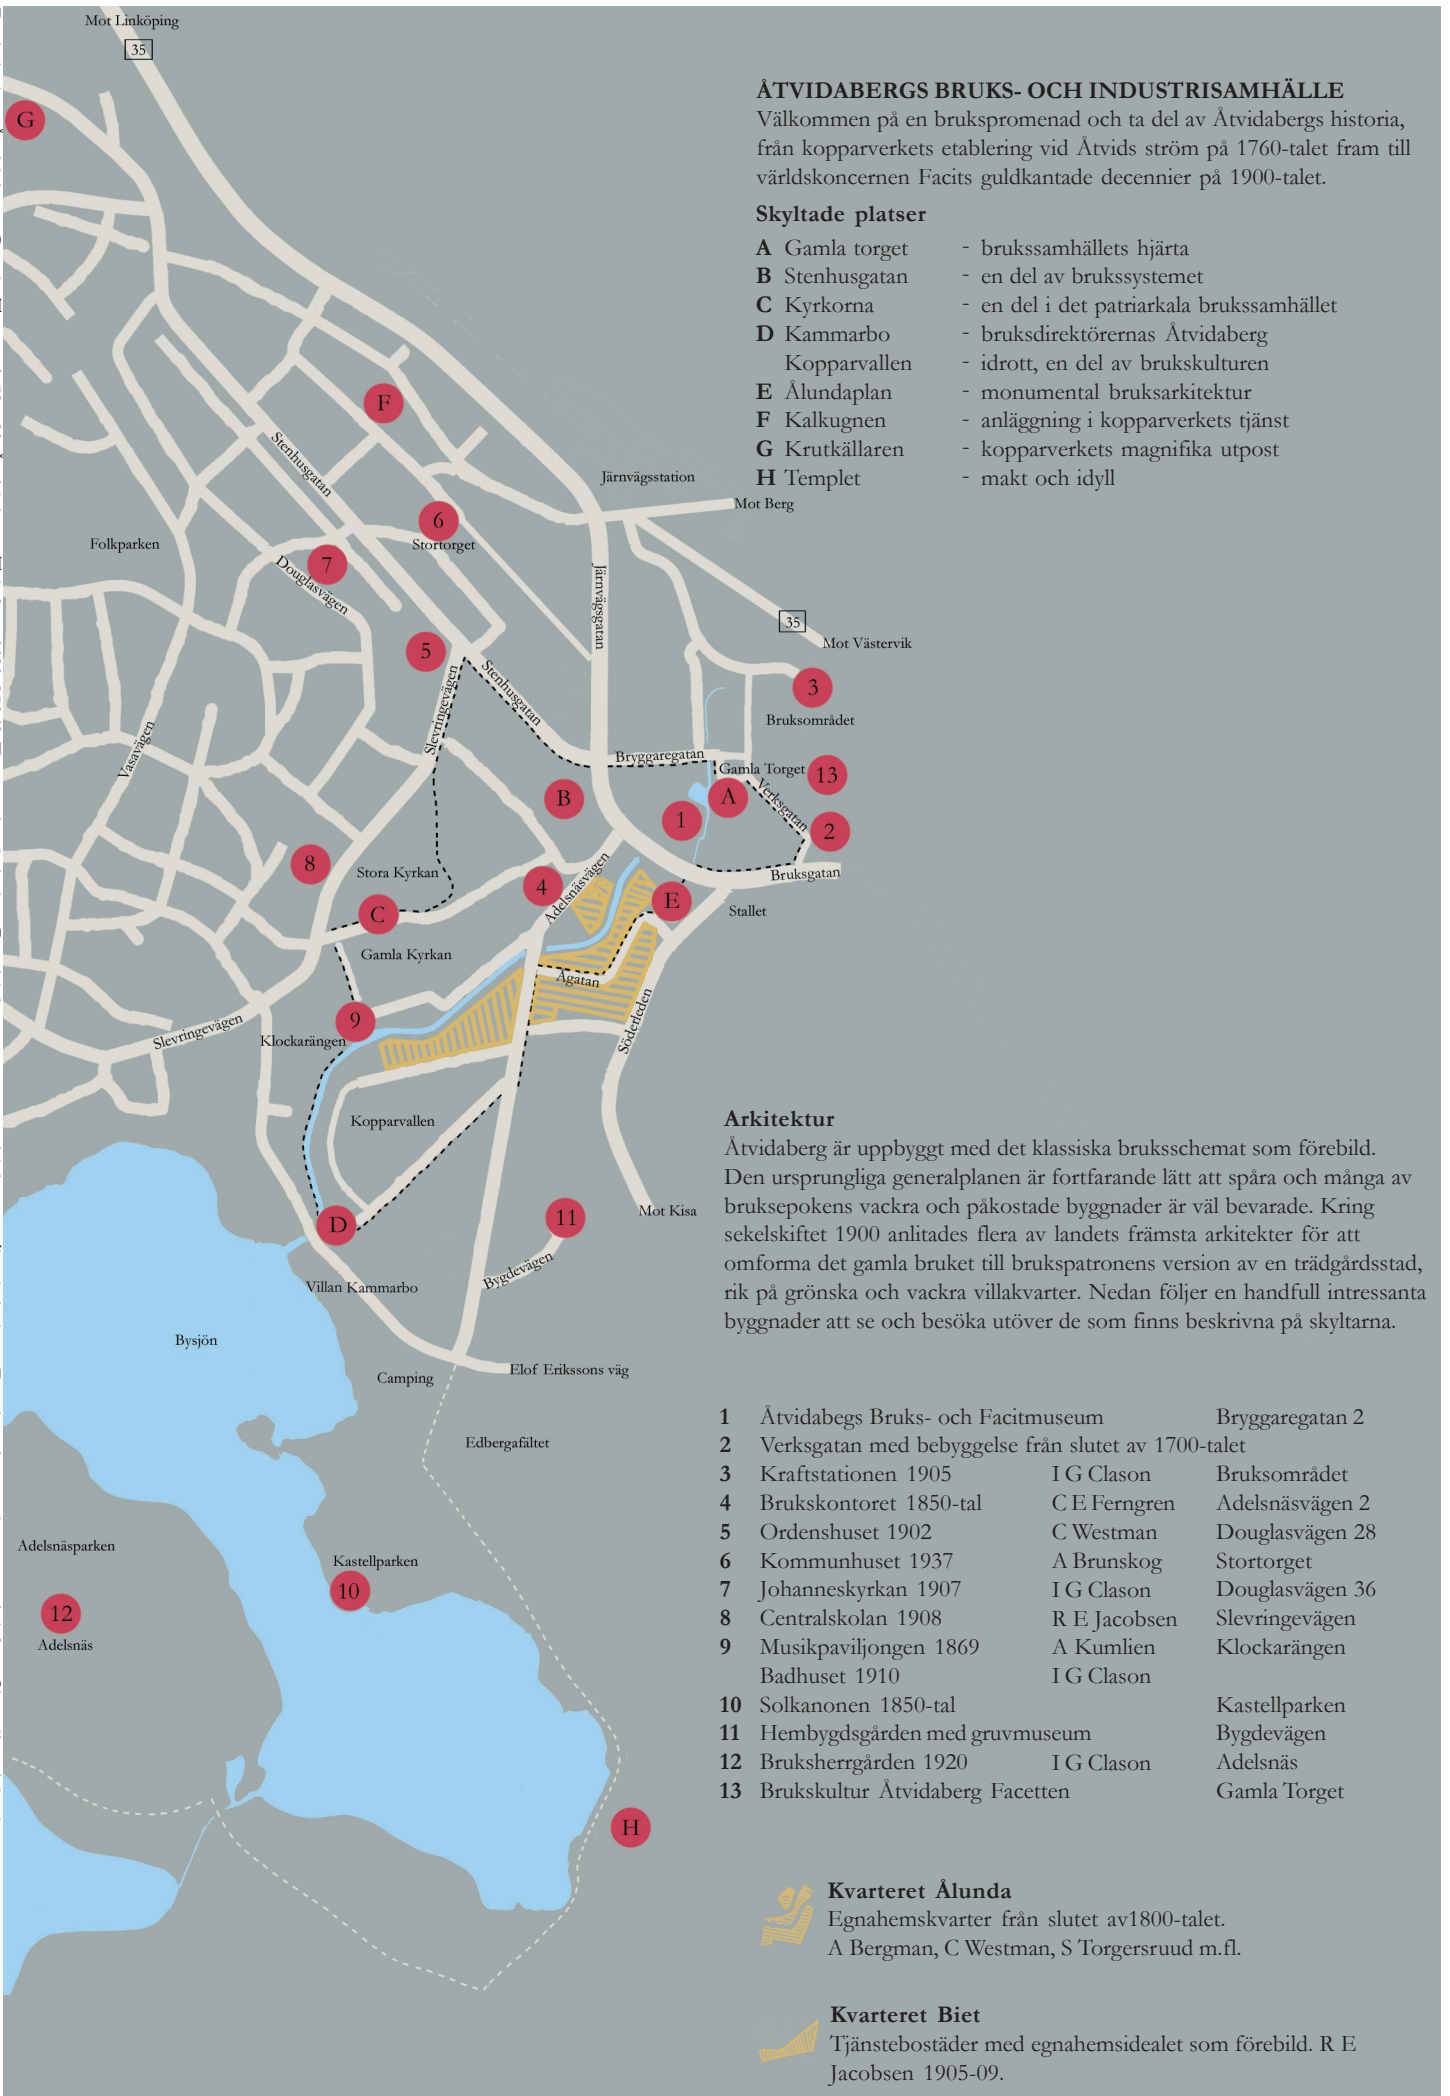 Mot Linköping
35
G
ÅTVIDABERGS BRUKS- OCH INDUSTRISAMHÄLLE
Välkommen på en brukspromenad och ta del av Åtvidabergs historia,
från kopparverkets etablering vid Åtvids ström på 1760-talet fram till
världskoncernen Facits guldkantade decennier på 1900-talet.
Skyltade platser
A Gamla torget - brukssamhällets hjärta
B Stenhusgatan - en del av brukssystemet
C Kyrkorna - en del i det patriarkala brukssamhället
D Kammarbo - bruksdirektörernas Åtvidaberg
Kopparvallen - idrott, en del av brukskulturen
E Ålundaplan - monumental bruksarkitektur
F Kalkugnen - anläggning i kopparverkets tjänst
G Krutkällaren - kopparverkets magnifika utpost
H Templet - makt och idyll
F
Stenhusgatan
Järnvägsstation
Mot Berg
6
Stortorget
Folkparken
7
Douglasvägen
Järnvägsgatan
35
Mot Västervik
5
Stenhusgatan
Slevringevägen
3
Bruksområdet
Vasavägen
Bryggaregatan
Gamla Torget
13
B
A
Verksgatan
1
2
8
Stora Kyrkan
4
Adelsnäsvägen
Bruksgatan
E
Stallet
C
Gamla Kyrkan
Ågatan
9
Slevringevägen
Klockarängen
Söderleden
Kopparvallen
D
11
Mot Kisa
Bygdevägen
Villan Kammarbo
Bysjön
Camping
Elof Erikssons väg
Edbergafältet
Adelsnäsparken
Kastellparken
10
12
Adelsnäs
H
Arkitektur
Åtvidaberg är uppbyggt med det klassiska bruksschemat som förebild.
Den ursprungliga generalplanen är fortfarande lätt att spåra och många av
bruksepokens vackra och påkostade byggnader är väl bevarade. Kring
sekelskiftet 1900 anlitades flera av landets främsta arkitekter för att
omforma det gamla bruket till brukspatronens version av en trädgårdsstad,
rik på grönska och vackra villakvarter. Nedan följer en handfull intressanta
byggnader att se och besöka utöver de som finns beskrivna på skyltarna.
1 Åtvidabegs Bruks- och Facitmuseum Bryggaregatan 2
2 Verksgatan med bebyggelse från slutet av 1700-talet
3 Kraftstationen 1905 I G Clason Bruksområdet
4 Brukskontoret 1850-tal C E Ferngren Adelsnäsvägen 2
5 Ordenshuset 1902 C Westman Douglasvägen 28
6 Kommunhuset 1937 A Brunskog Stortorget
7 Johanneskyrkan 1907 I G Clason Douglasvägen 36
8 Centralskolan 1908 R E Jacobsen Slevringevägen
9 Musikpaviljongen 1869 A Kumlien Klockarängen
Badhuset 1910 I G Clason
10 Solkanonen 1850-tal Kastellparken
11 Hembygdsgården med gruvmuseum Bygdevägen
12 Bruksherrgården 1920 I G Clason Adelsnäs
13 Brukskultur Åtvidaberg Facetten Gamla Torget
Kvarteret Ålunda
Egnahemskvarter från slutet av1800-talet.
A Bergman, C Westman, S Torgersruud m.fl.
Kvarteret Biet
Tjänstebostäder med egnahemsidealet som förebild. R E
Jacobsen 1905-09.